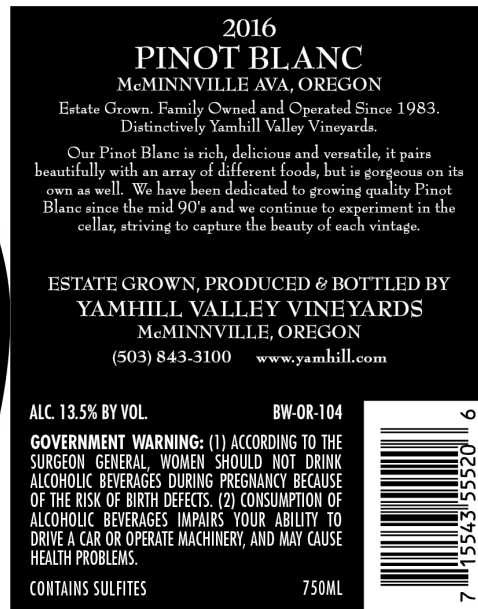 2016
PINOT BLANC
McMINNVILLE AVA, OREGON
Estate Grown. Family Owned and Operated Since 1983.
Distinctively Yamhill Valley Vineyards.
Our Pinot Blanc is rich, delicious and versatile, it pairs
beautifully with an array of different foods, but is gorgeous on its
own as well. We have been dedicated to growing quality Pinot
Blanc since the mid 90's and we continue to experiment in the
cellar, striving to capture the beauty of each vintage.
ESTATE GROWN, PRODUCED & BOTTLED BY
YAMHILL VALLEY VINEYARDS
McMINNVILLE, OREGON
(503) 843-3100 www.yamhill.com
ALC. 13.5% BY VOL. BW-OR-104
GOVERNMENT WARNING: (1) ACCORDING TO THE
SURGEON GENERAL, WOMEN SHOULD NOT DRINK
ALCOHOLIC BEVERAGES DURING PREGNANCY BECAUSE
OF THE RISK OF BIRTH DEFECTS. (2) CONSUMPTION OF
ALCOHOLIC BEVERAGES IMPAIRS YOUR ABILITY TO
DRIVE A CAR OR OPERATE MACHINERY, AND MAY CAUSE
HEALTH PROBLEMS.
CONTAINS SULFITES 750ML
7 15543 55520 6